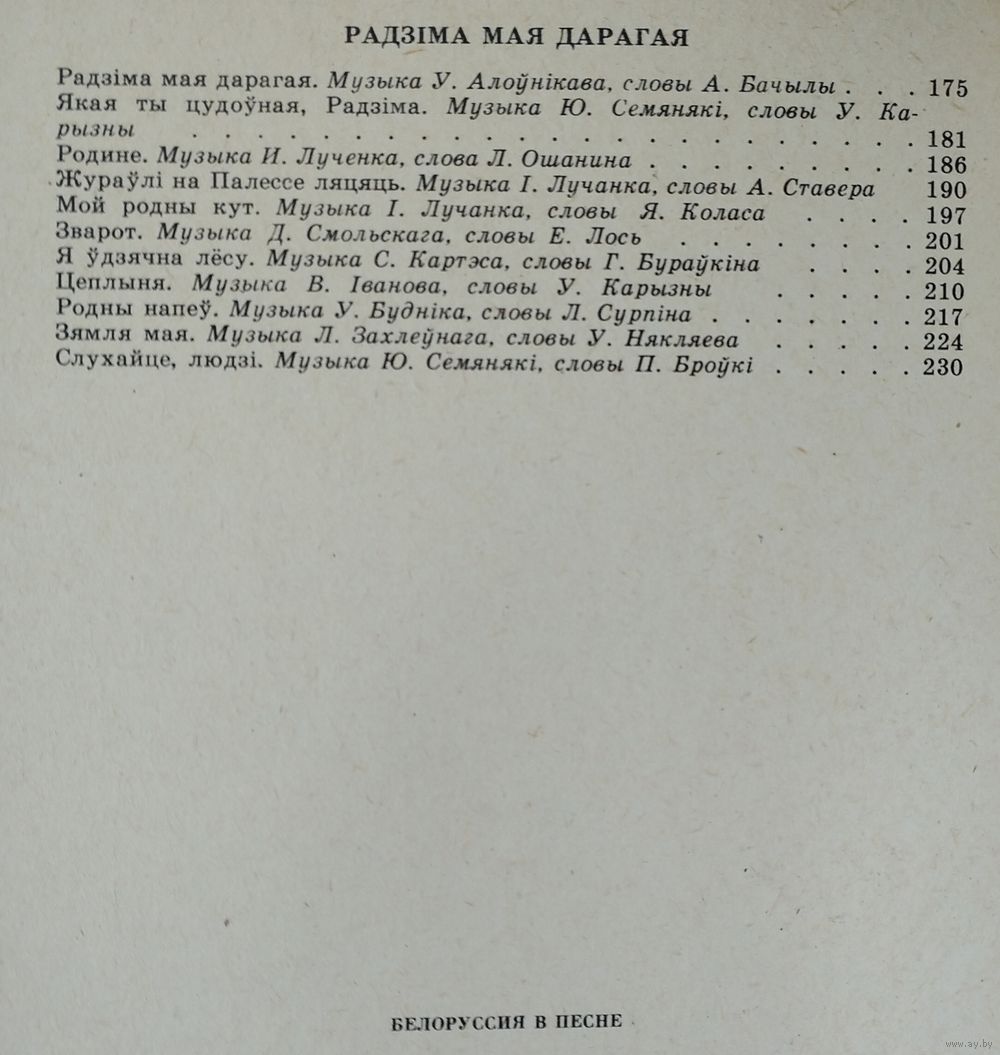 РАДЗІМА МАЯ ДАРАГАЯ
Радзіма мая дарагая. Музыка У. Алоўнікава, словы А. Бачылы . . . 175
Якая ты цудоўная, Радзіма. Музыка Ю. Семянякі, словы У. Ка-
рызны . . . . . . . . . . . . . . . . . . . . . . . 181
Родине. Музыка И. Лученка, слова Л. Ошанина . . . . . . . . . 186
Жураўлі на Палессе ляцяць. Музыка І. Лучанка, словы А. Ставера 190
Мой родны кут. Музыка І. Лучанка, словы Я. Коласа . . . . 197
Зварот. Музыка Д. Смольскага, словы Е. Лось . . . . . . . . 201
Я ўдзячна лёсу. Музыка С. Картэса, словы Г. Бураўкіна . . . . 204
Цеплыня. Музыка В. Іванова, словы У. Карызны . . . . . 210
Родны напеў. Музыка У. Будніка, словы Л. Сурпіна . . . . . . . 217
Зямля мая. Музыка Л. Захлеўнага, словы У. Някляева . . . . . 224
Слухайце, людзі. Музыка Ю. Семянякі, словы П. Броўкі . . . . . 230
БЕЛОРУССИЯ В ПЕСНЕ
www.ay.by